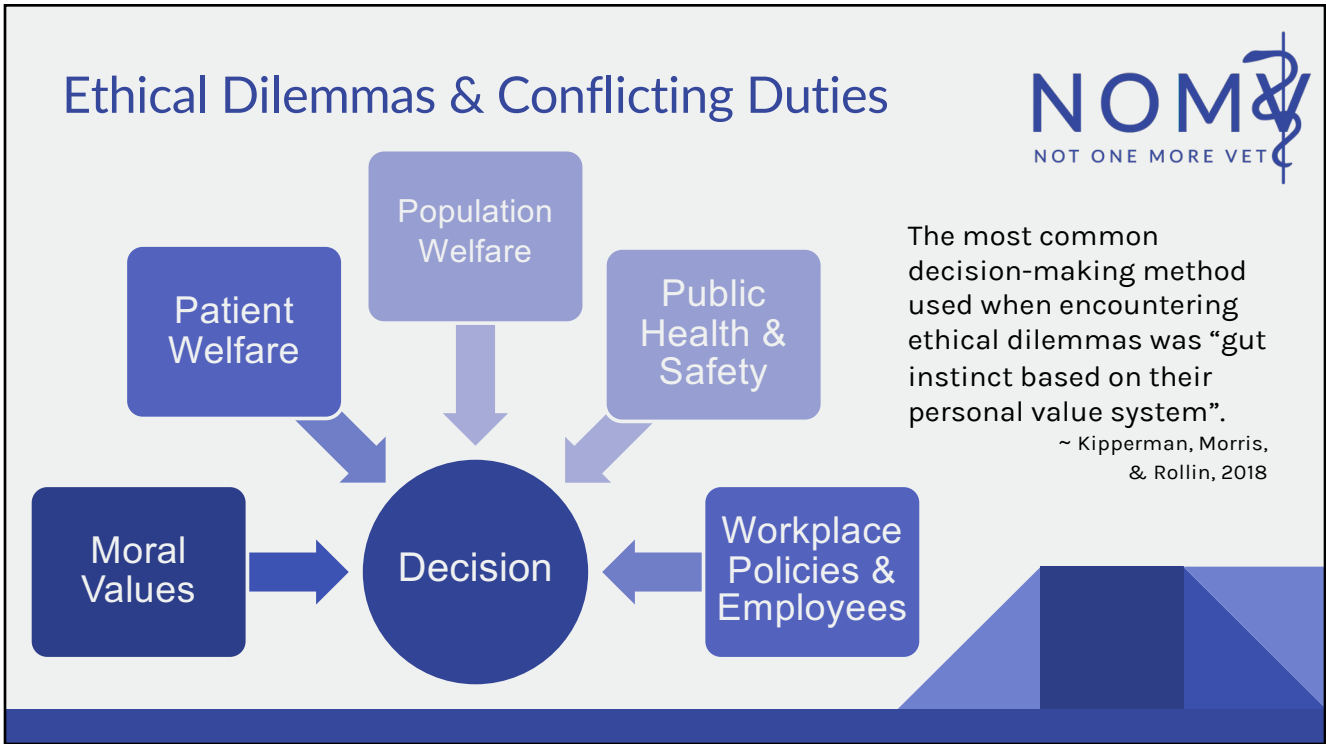 Ethical Dilemmas & Conflicting Duties
NOMV
NOT ONE MORE VET
Population
Welfare
Patient
Welfare
Public
Health &
Safety
Moral
Values
Decision
Workplace
Policies &
Employees
The most common
decision-making method
used when encountering
ethical dilemmas was “gut
instinct based on their
personal value system”.
~ Kipperman, Morris,
& Rollin, 2018